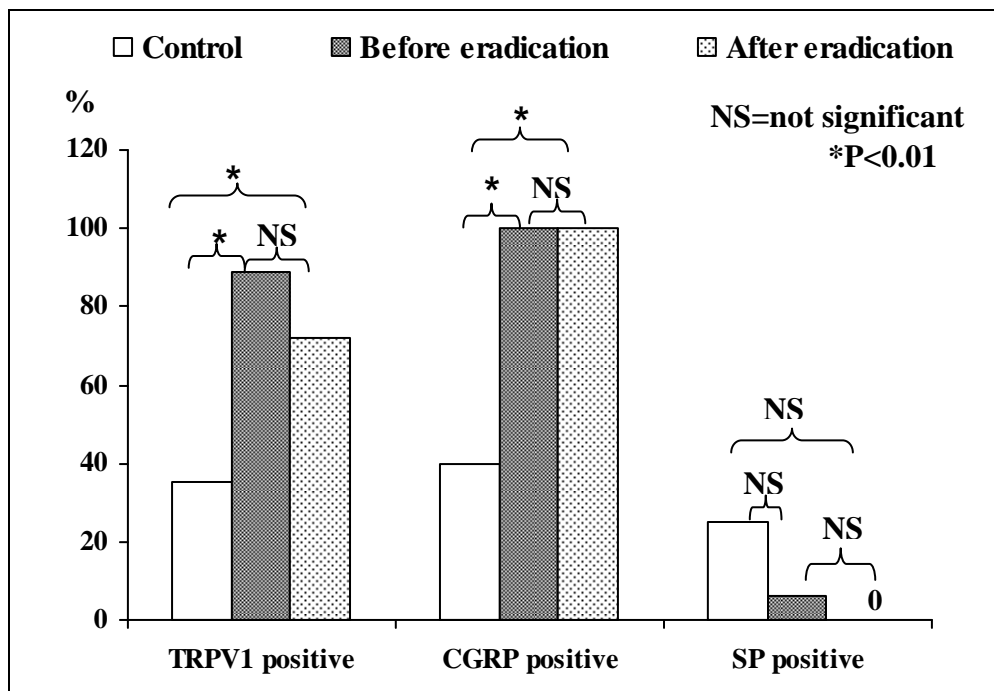 Control Before eradication After eradication
%
NS=not significant
*P<0.01
120
100
80
60
40
20
0
* * NS
* * NS
NS NS NS 0
TRPV1 positive CGRP positive SP positive